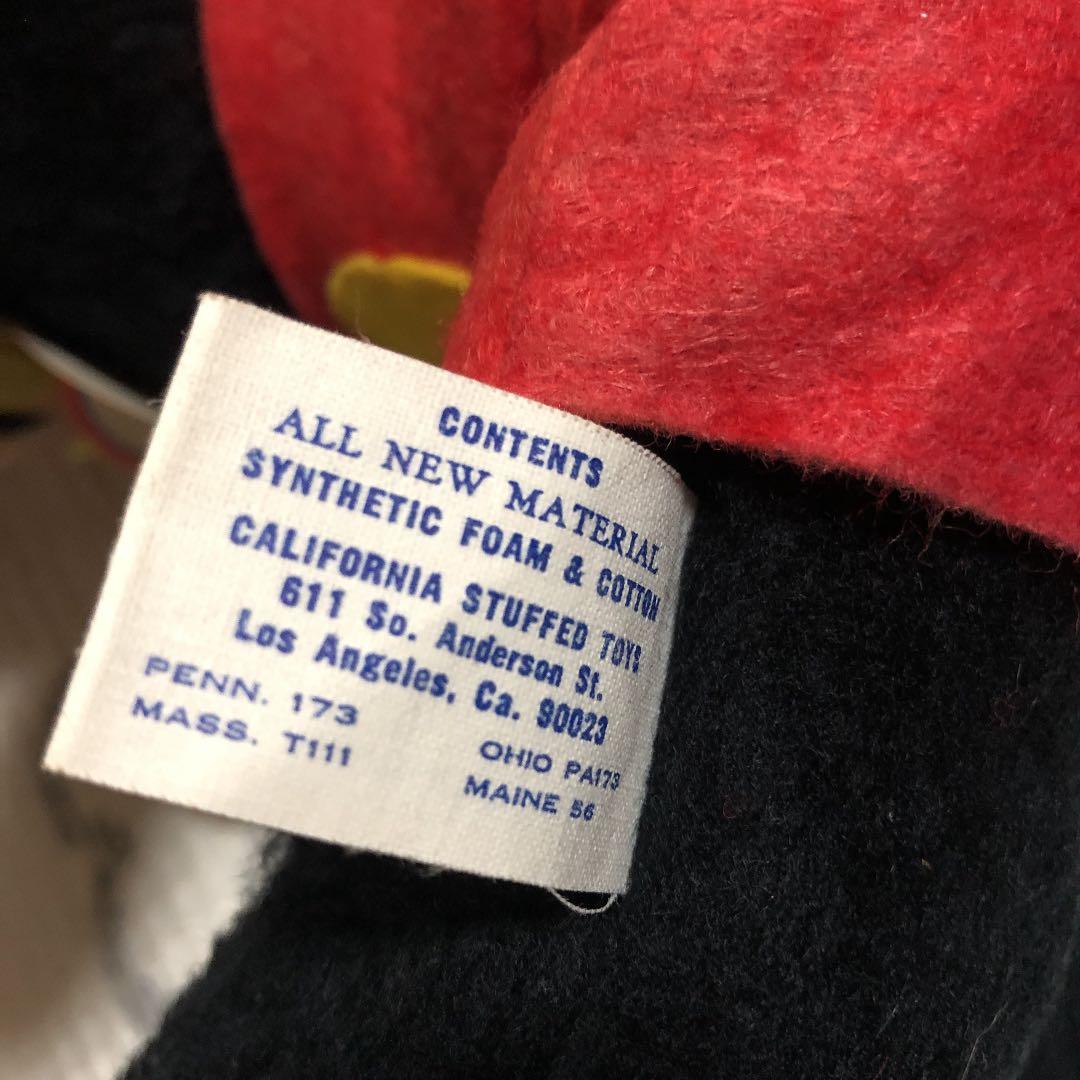 CONTENTS
ALL NEW MATERIAL
SYNTHETIC FOAM & COTTON
CALIFORNIA STUFFED TOYS
611 So. Anderson St.
Los Angeles, Ca. 90023
PENN. 173
MASS. T111
OHIO PA173
MAINE 56